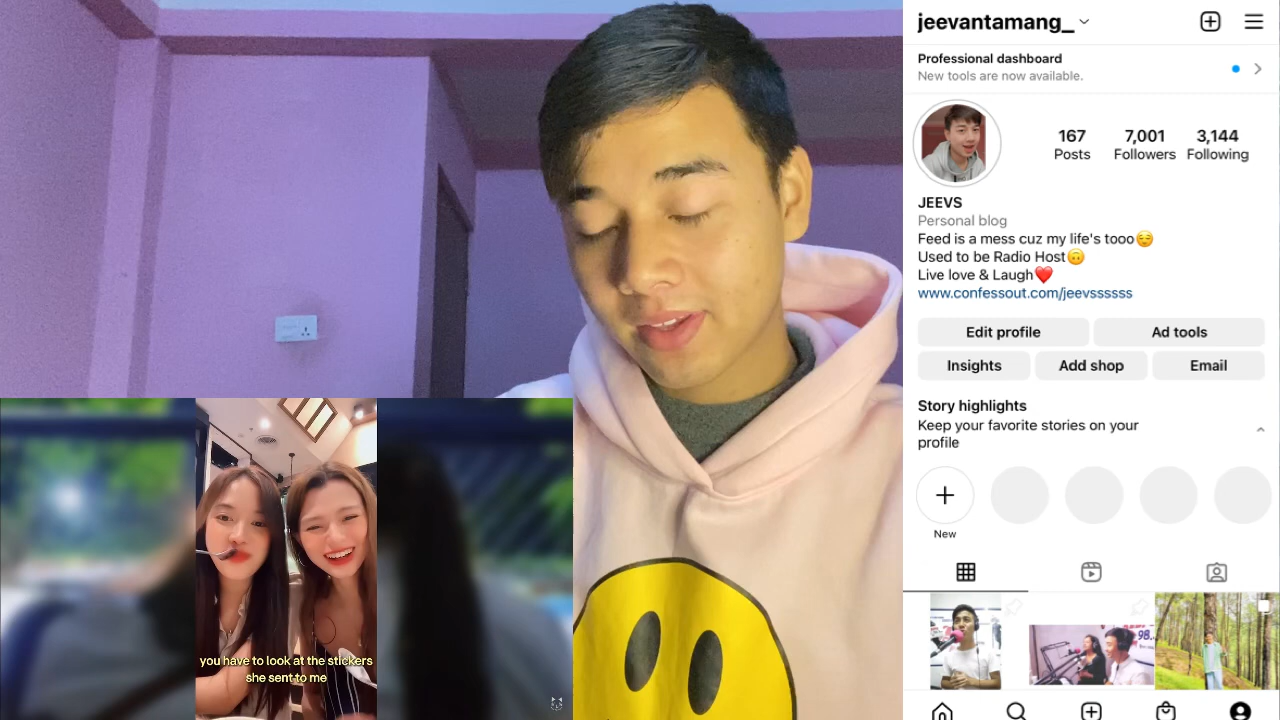 jeevantamang_
Professional dashboard
New tools are now available.
167
Posts
7,001
Followers
3,144
Following
JEEVS
Personal blog
Feed is a mess cuz my life's tooo😌
Used to be Radio Host🙃
Live love & Laugh❤️
www.confessout.com/jeevssssss
Edit profile
Ad tools
Insights
Add shop
Email
Story highlights
Keep your favorite stories on your
profile
New
98.
you have to look at the stickers
she sent to me